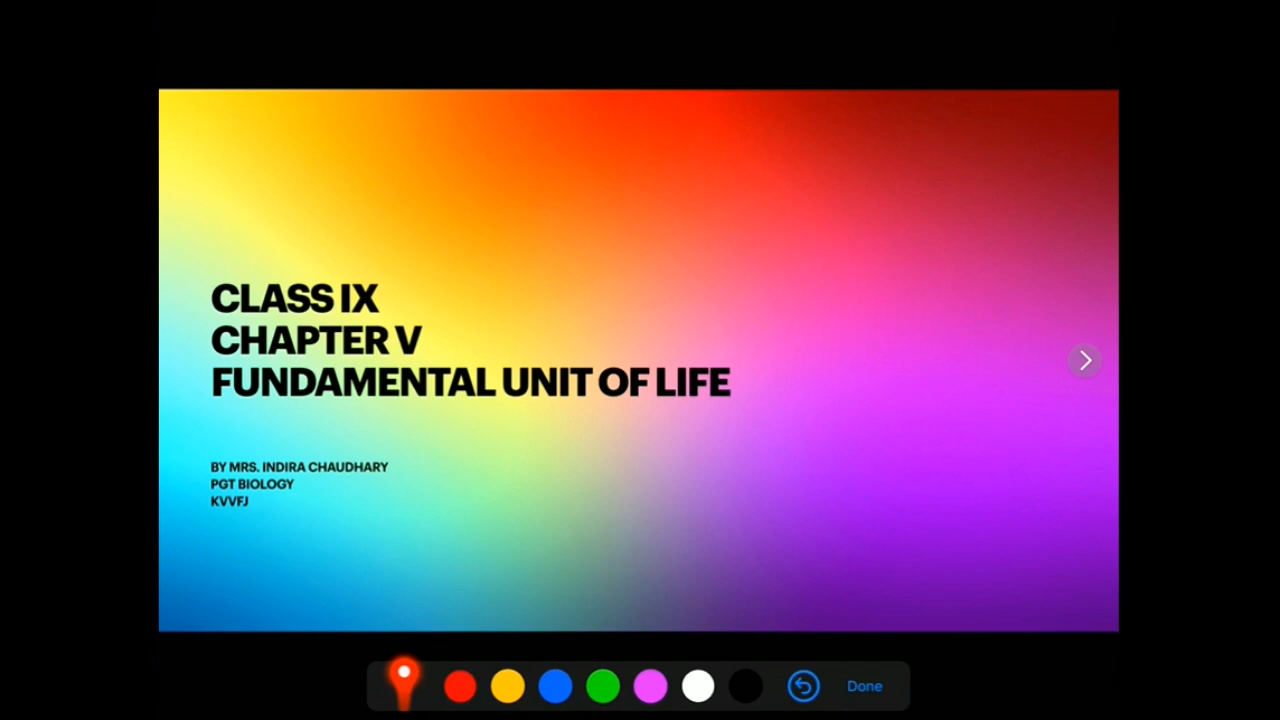 CLASS IX
CHAPTER V
FUNDAMENTAL UNIT OF LIFE
BY MRS. INDIRA CHAUDHARY
PGT BIOLOGY
KVVFJ
Done